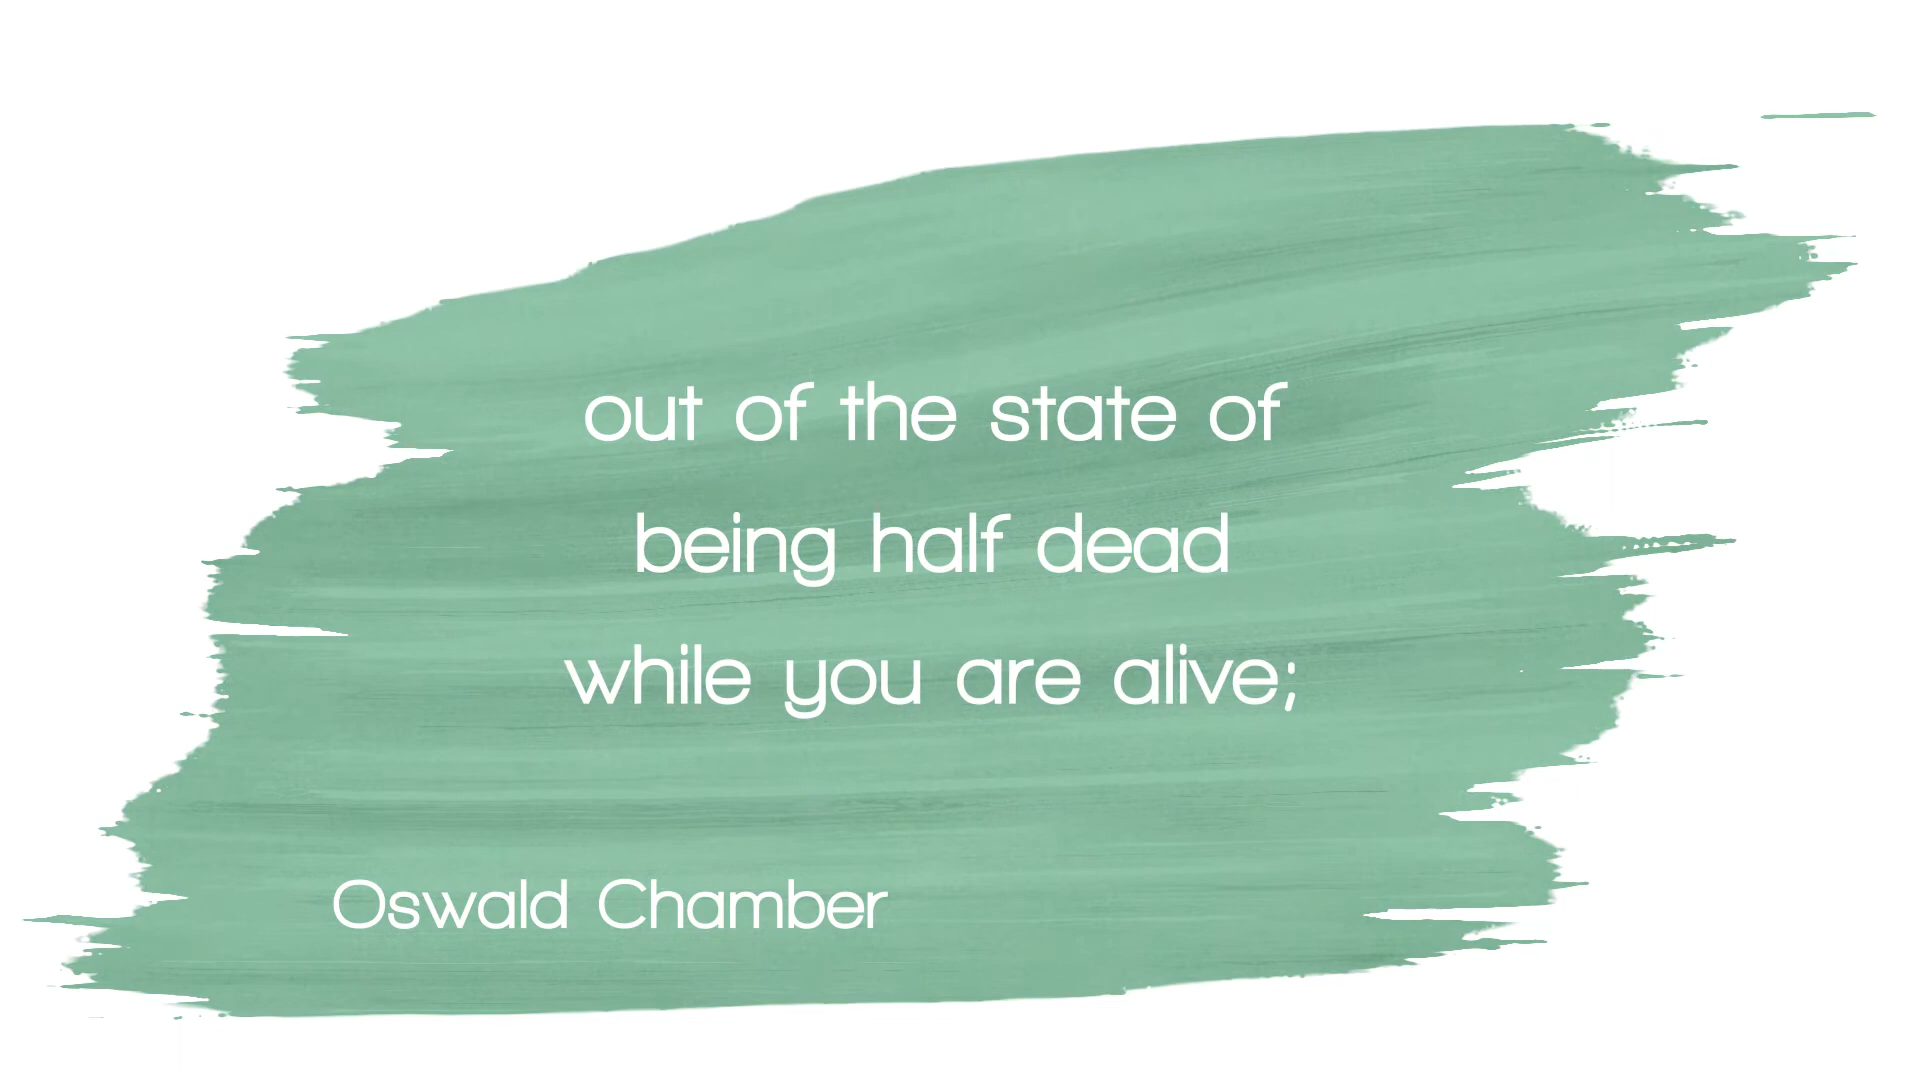 out of the state of
being half dead
while you are alive;
Oswald Chamber